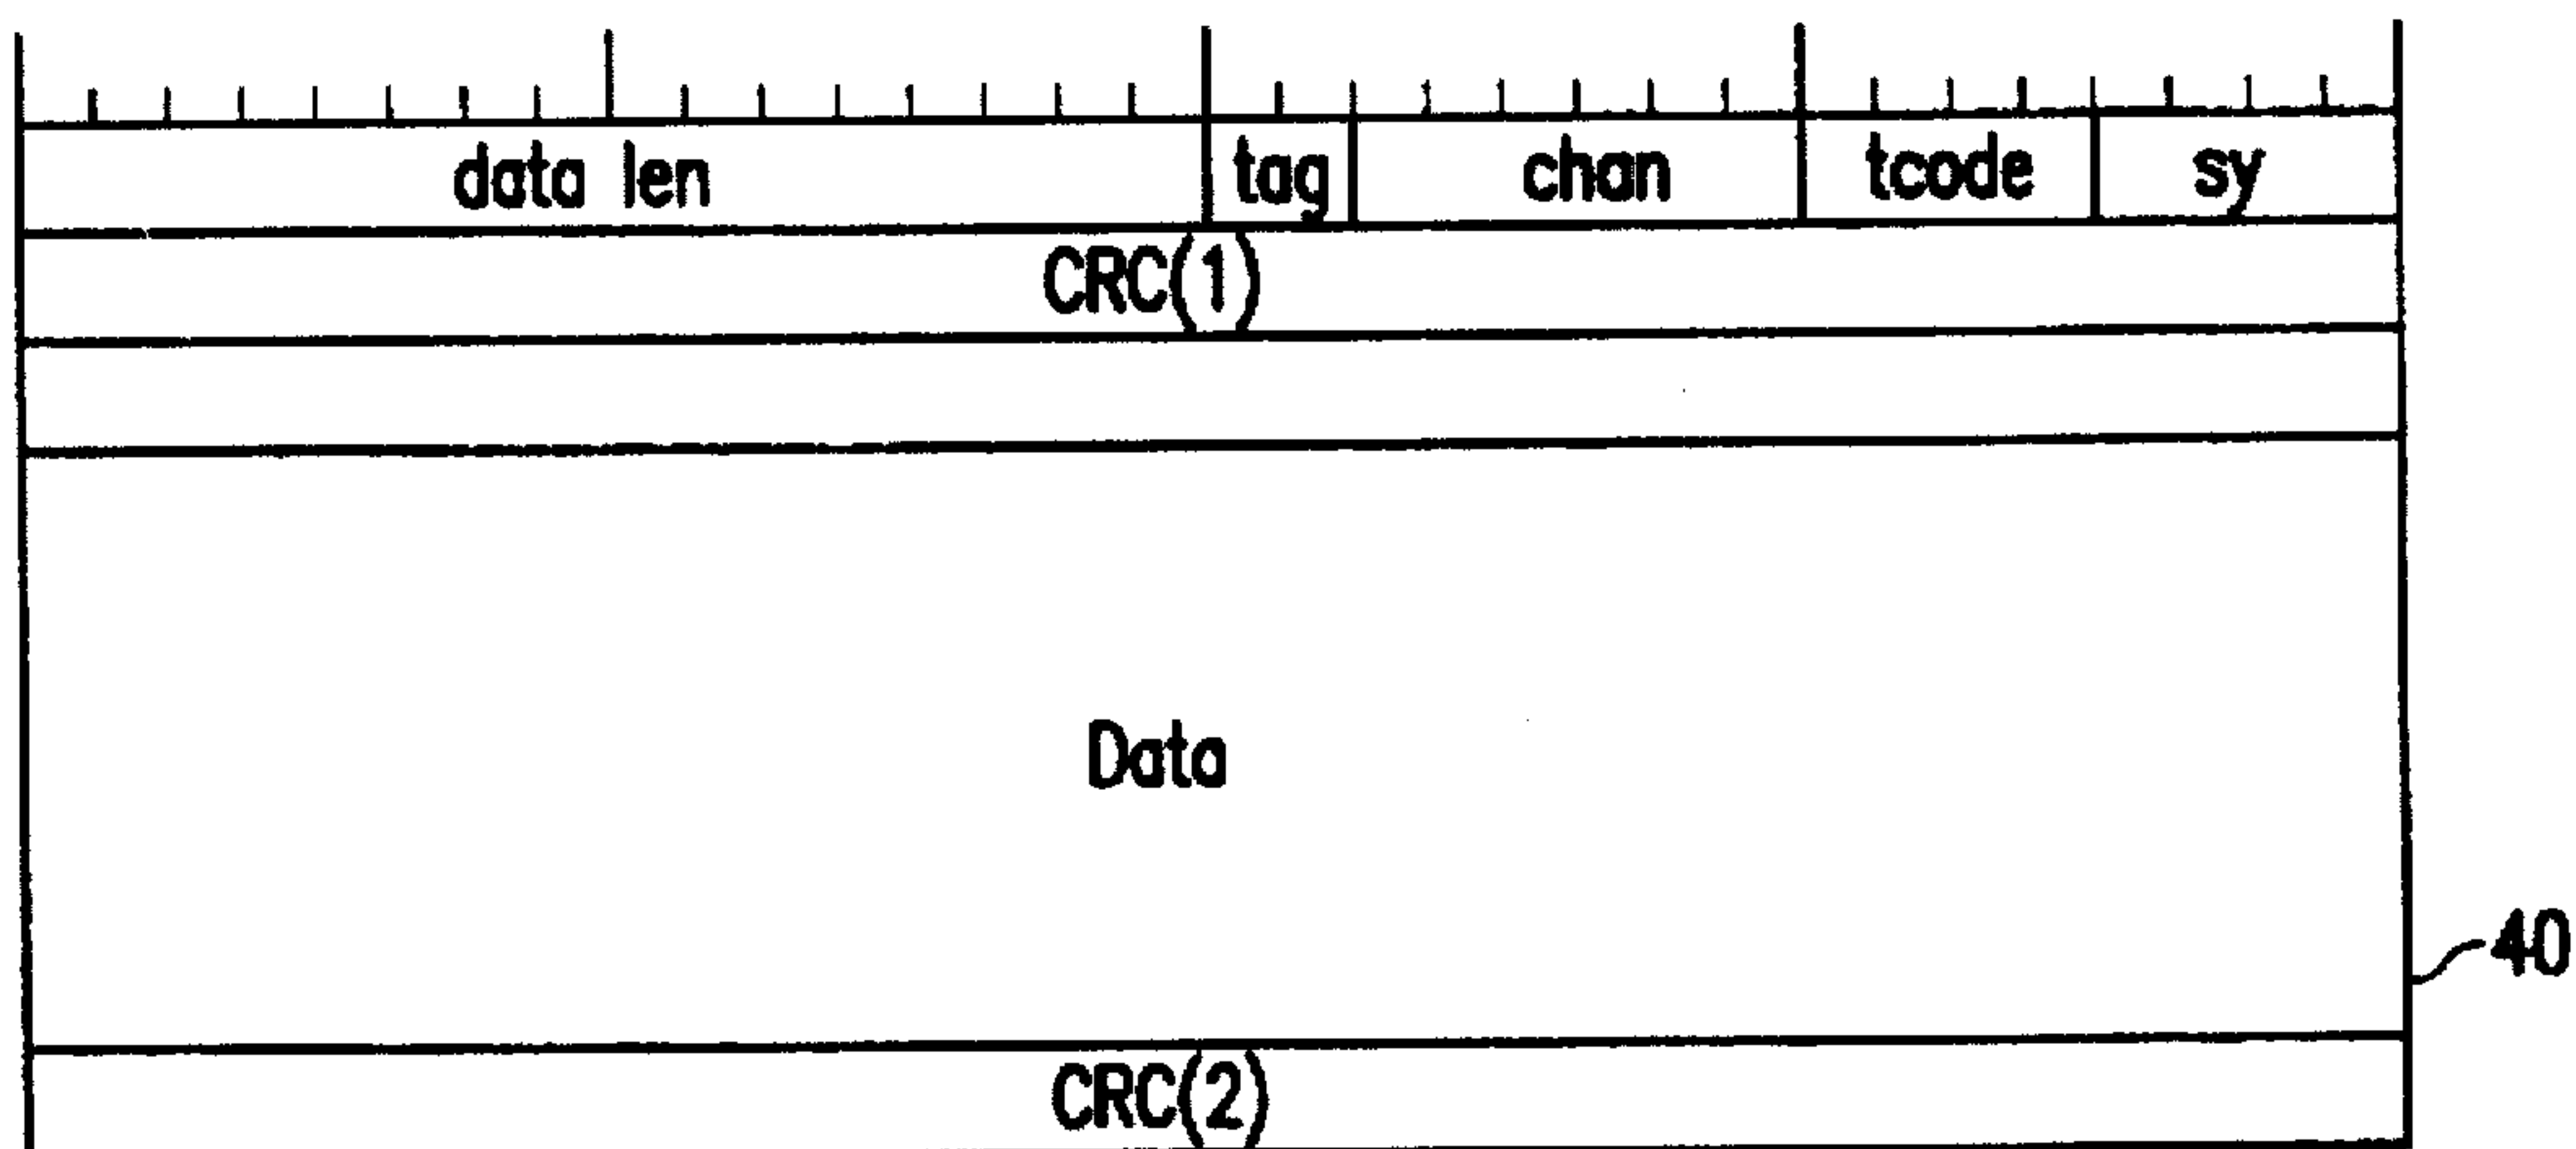 data len tag chan tcode sy
CRC(1)
Data
40
CRC(2)